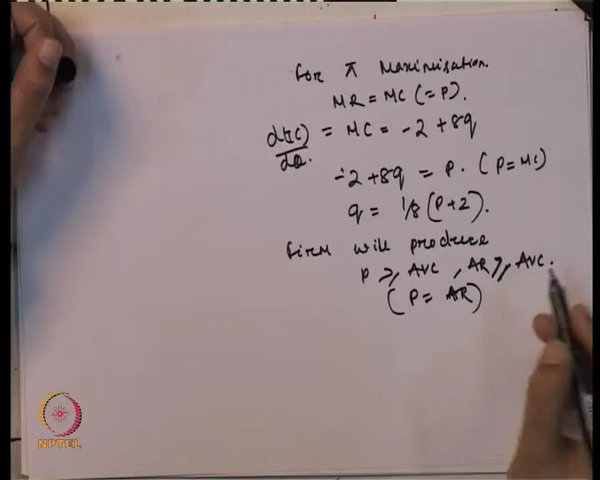 for π Maximisation.
MR = MC (= P).
d(TC)/dQ. = MC = -2 + 8q
-2 + 8q = P. (P = MC)
q = 1/8 (P + 2).
firm will produce
P ≥, AVC, AR ≥, AVC.
(P = AR)
NPTEL